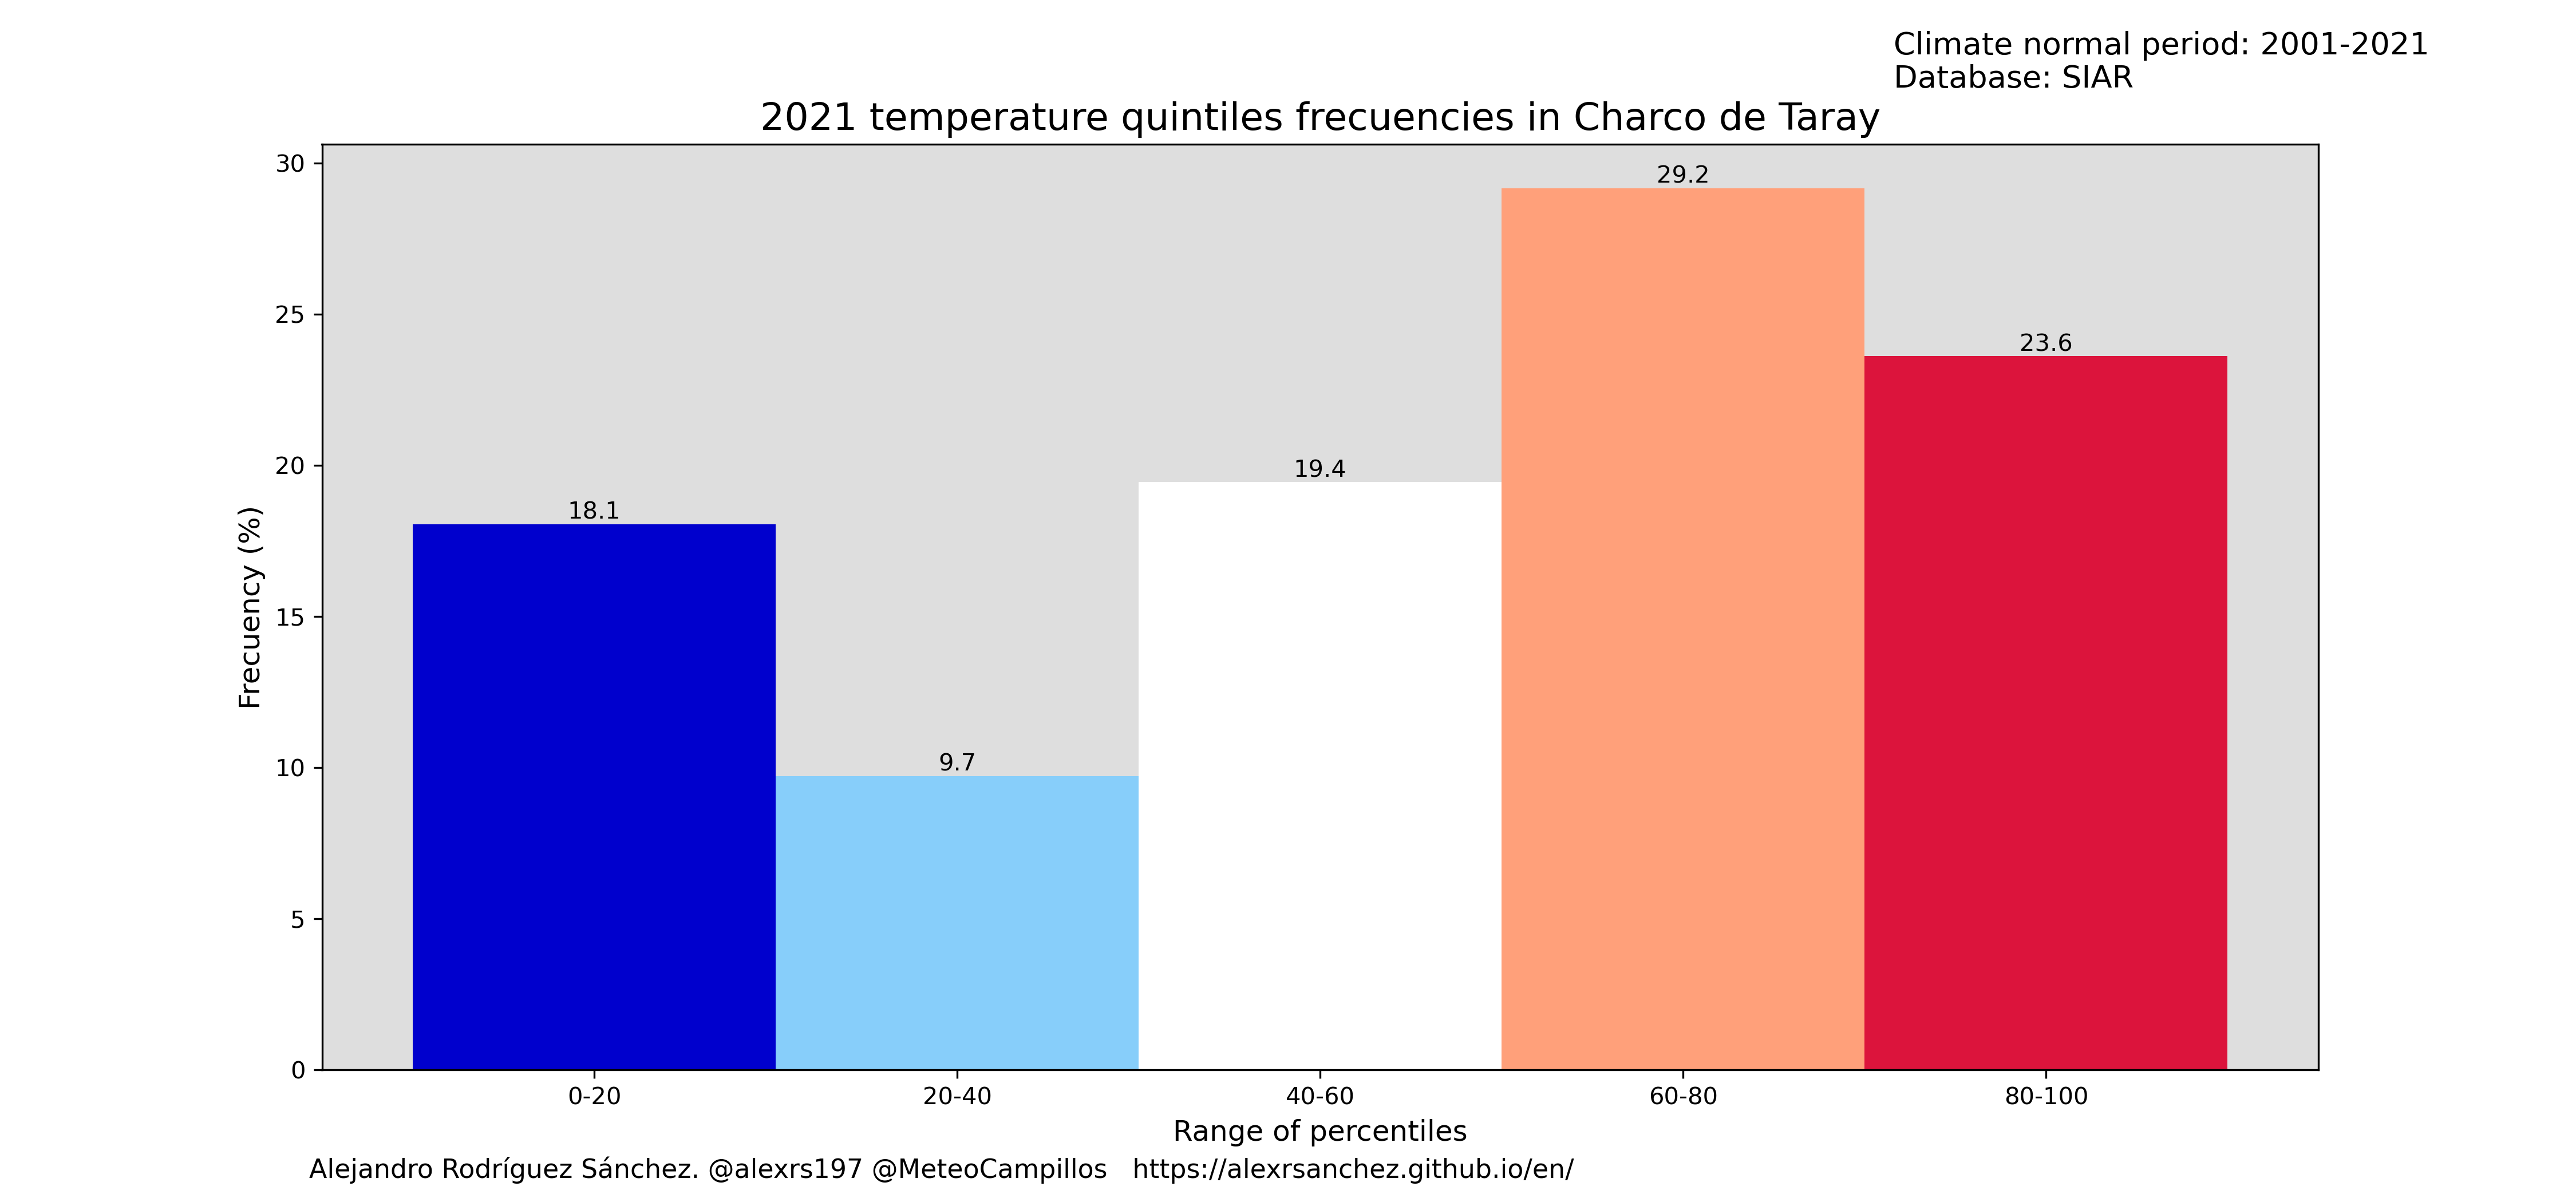 Climate normal period: 2001-2021
Database: SIAR
2021 temperature quintiles frecuencies in Charco de Taray
30
25
20
15
10
5
0
Frecuency (%)
18.1
9.7
19.4
29.2
23.6
0-20
20-40
40-60
60-80
80-100
Range of percentiles
Alejandro Rodríguez Sánchez. @alexrs197 @MeteoCampillos   https://alexrsanchez.github.io/en/